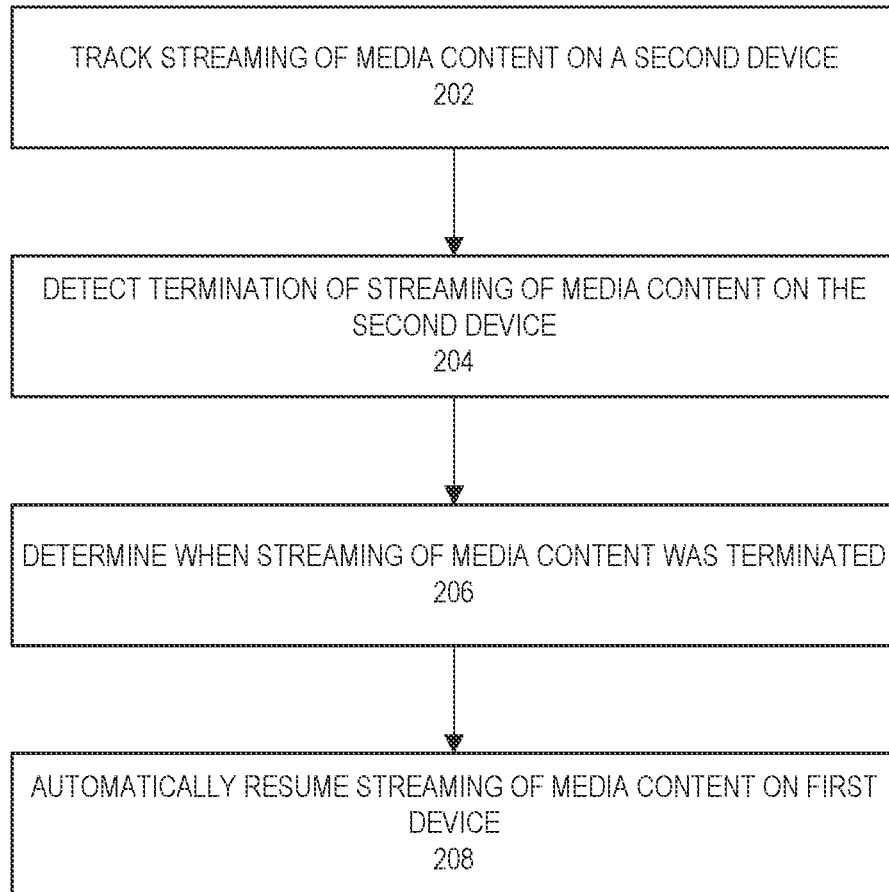 TRACK STREAMING OF MEDIA CONTENT ON A SECOND DEVICE
202
DETECT TERMINATION OF STREAMING OF MEDIA CONTENT ON THE
SECOND DEVICE
204
DETERMINE WHEN STREAMING OF MEDIA CONTENT WAS TERMINATED
206
AUTOMATICALLY RESUME STREAMING OF MEDIA CONTENT ON FIRST
DEVICE
208